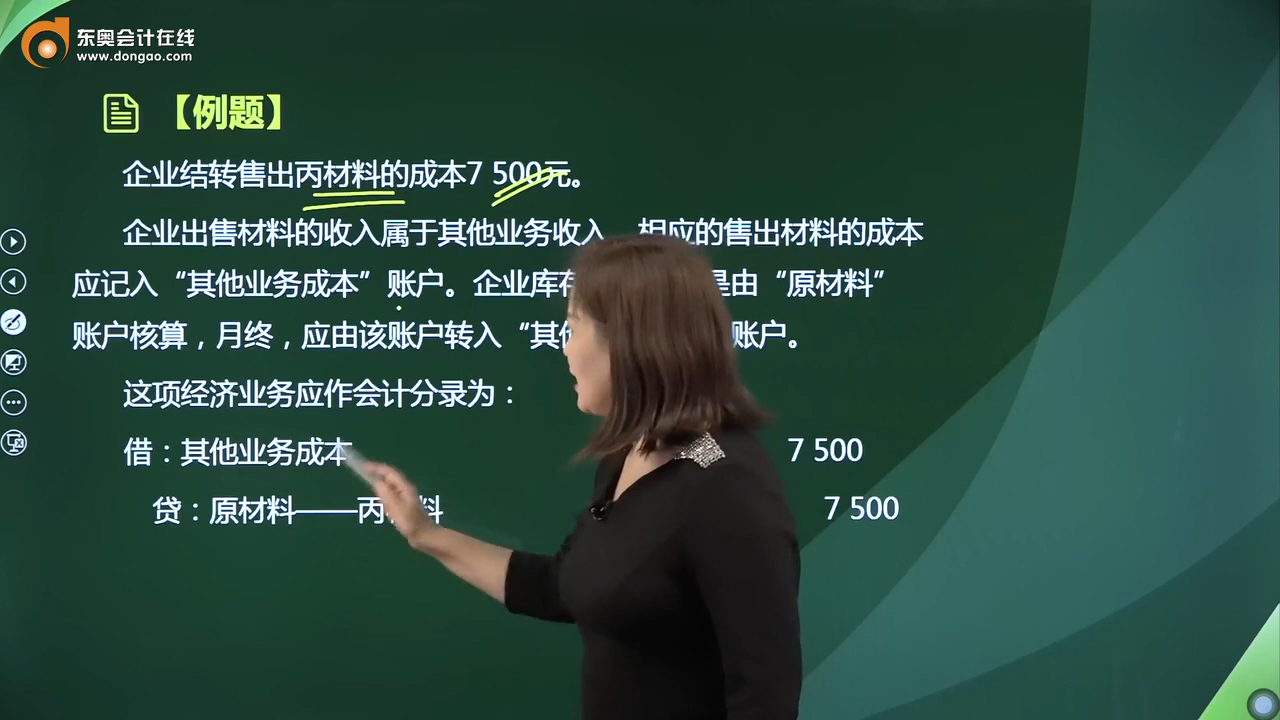 东奥会计在线
www.dongao.com
【例题】
企业结转售出丙材料的成本7 500元。
企业出售材料的收入属于其他业务收入 相应的售出材料的成本
应记入“其他业务成本”账户。企业库存 是由“原材料”
账户核算，月终，应由该账户转入“其他 账户。
这项经济业务应作会计分录为：
借：其他业务成本 7 500
贷：原材料——丙 料 7 500